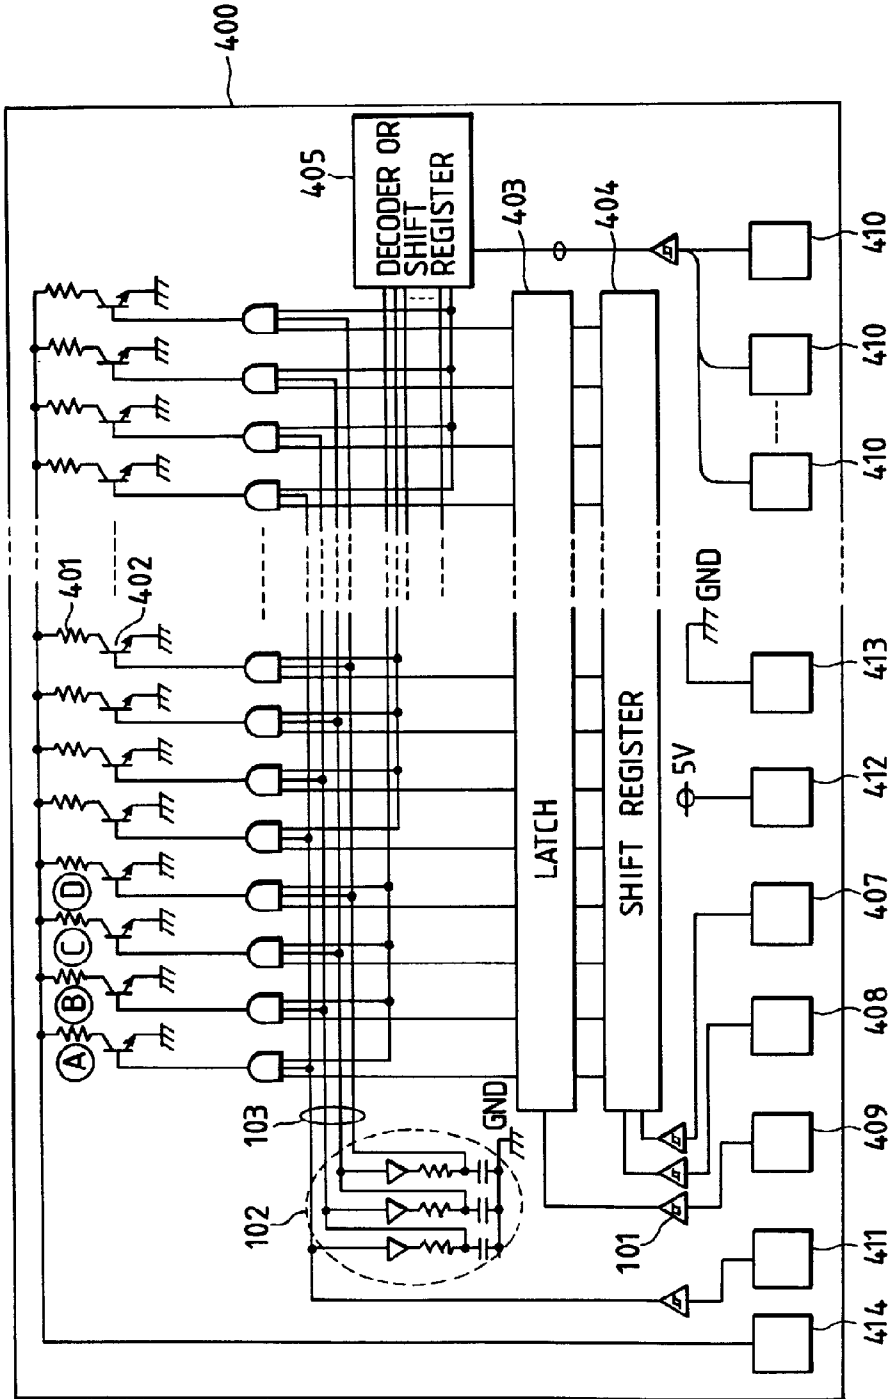 400
405
DECODER OR
SHIFT
REGISTER
403
404
401
402
A
B
C
D
103
102
GND
LATCH
SHIFT REGISTER
101
5V
GND
414
411
409
408
407
412
413
410
410
410